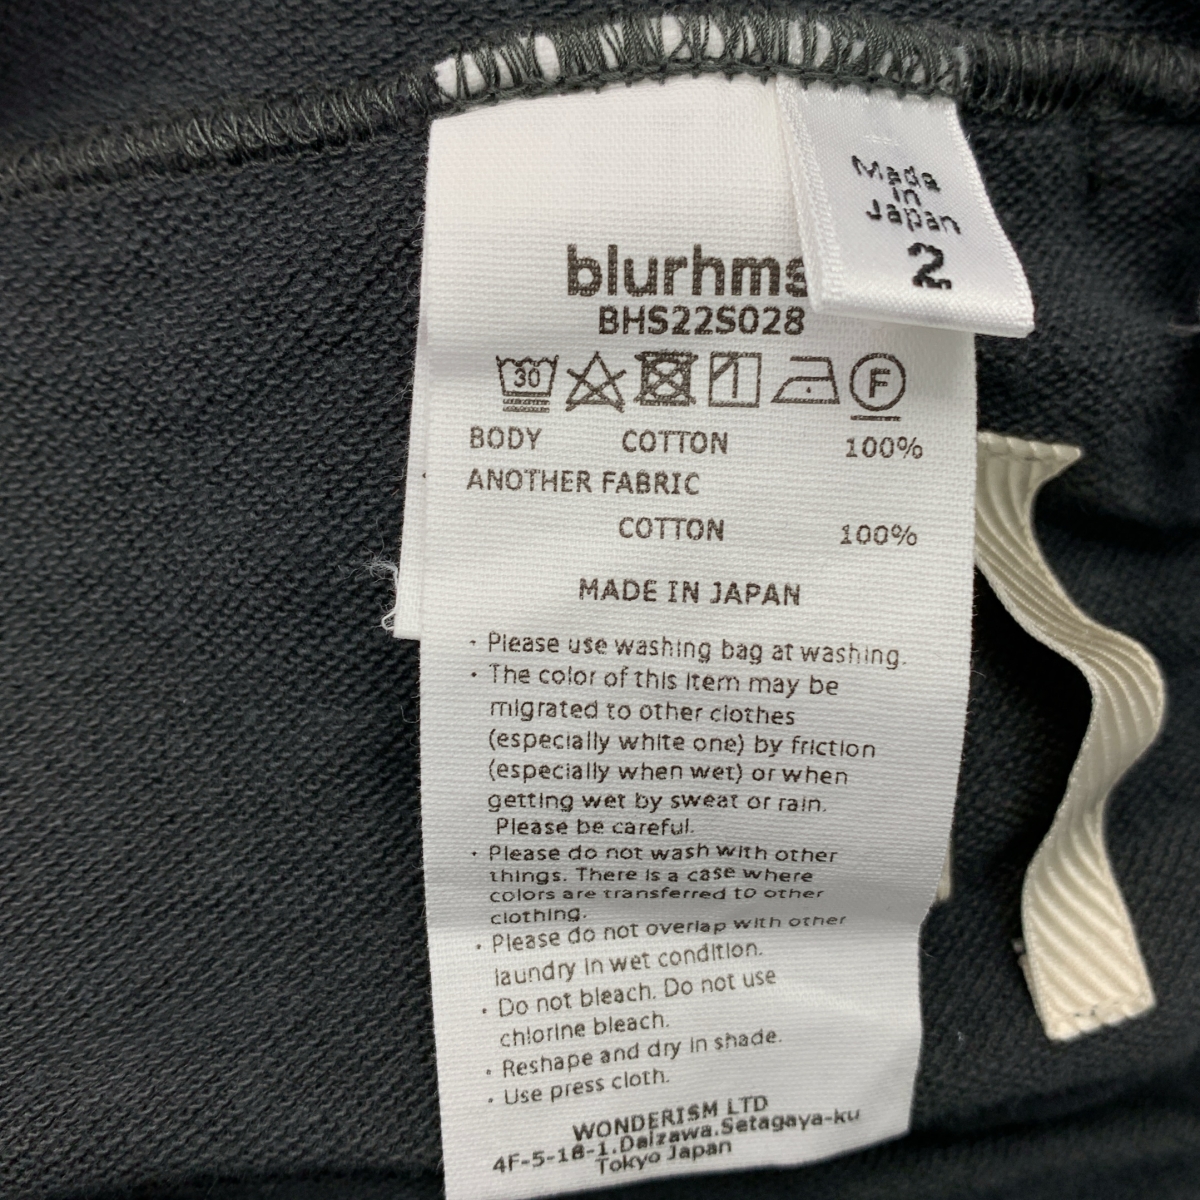 Made
in
Japan
2
blurhms
BHS22S028
30
F
BODY COTTON 100%
ANOTHER FABRIC
COTTON 100%
MADE IN JAPAN
・Please use washing bag at washing.
・The color of this item may be
migrated to other clothes
(especially white one) by friction
(especially when wet) or when
getting wet by sweat or rain.
Please be careful.
・Please do not wash with other
things. There is a case where
colors are transferred to other
clothing.
・Please do not overlap with other
laundry in wet condition.
・Do not bleach. Do not use
chlorine bleach.
・Reshape and dry in shade.
・Use press cloth.
WONDERISM LTD
4F-5-18-1.Daizawa.Setagaya-ku
Tokyo Japan